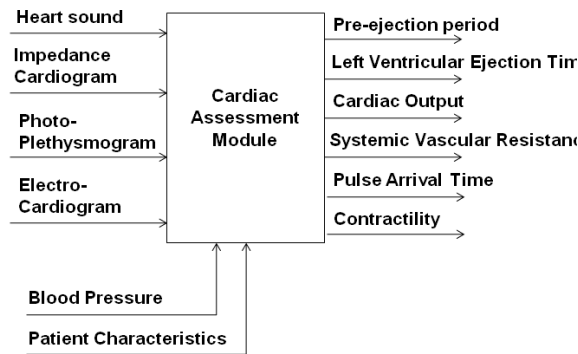 Heart sound
Impedance
Cardiogram
Photo-
Plethysmogram
Electro-
Cardiogram
Cardiac
Assessment
Module
Pre-ejection period
Left Ventricular Ejection Tim
Cardiac Output
Systemic Vascular Resistanc
Pulse Arrival Time
Contractility
Blood Pressure
Patient Characteristics